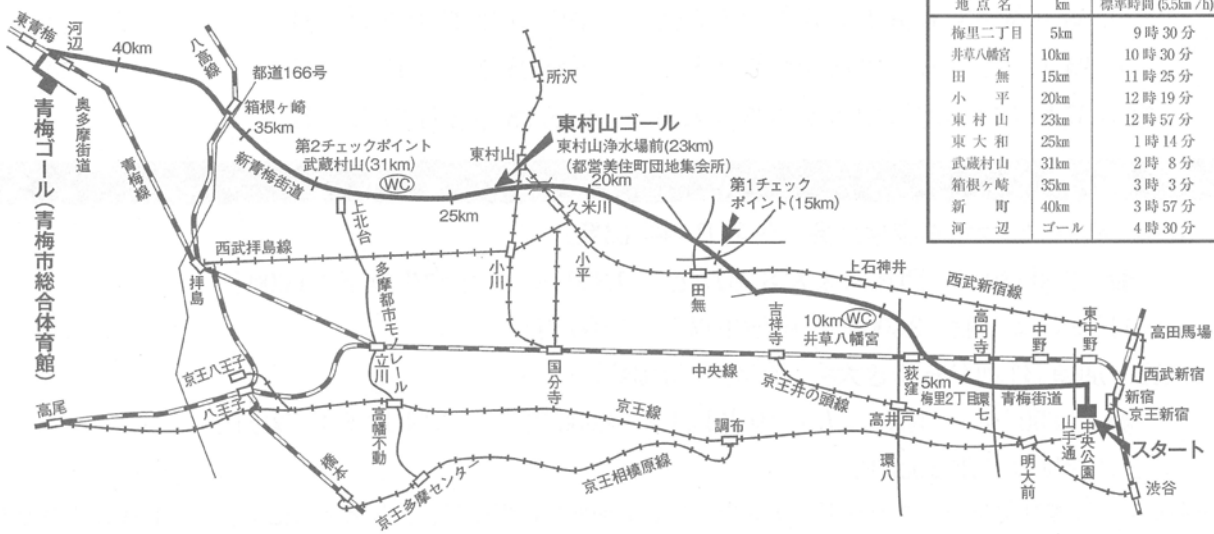 地点名 km 標準時間(5.5km/h)
梅里二丁目 5km 9時30分
井草八幡宮 10km 10時30分
田無 15km 11時25分
小平 20km 12時19分
東村山 23km 12時57分
東大和 25km 1時14分
武蔵村山 31km 2時8分
箱根ヶ崎 35km 3時3分
新町 40km 3時57分
河辺 ゴール 4時30分
東青梅
河辺
40km
八高線
都道166号
箱根ヶ崎
35km
奥多摩街道
青梅ゴール(青梅市総合体育館)
青梅線
新青梅街道
第2チェックポイント
武蔵村山(31km)
WC
所沢
東村山ゴール
東村山浄水場前(23km)
(都営美住町団地集会所)
東村山
20km
久米川
25km
第1チェック
ポイント(15km)
上北台
西武拝島線
拝島
多摩都市モノレール
小川
小平
田無
上石神井
西武新宿線
吉祥寺
10km
WC
井草八幡宮
高円寺
中野
東中野
高田馬場
西武新宿
新宿
京王新宿
立川
国分寺
中央線
荻窪
5km
梅里2丁目
環七
青梅街道
京王井の頭線
京王八王子
八王子
高尾
高幡不動
京王線
調布
高井戸
環八
明大前
山手通
中央公園
スタート
渋谷
橋本
京王多摩センター
京王相模原線